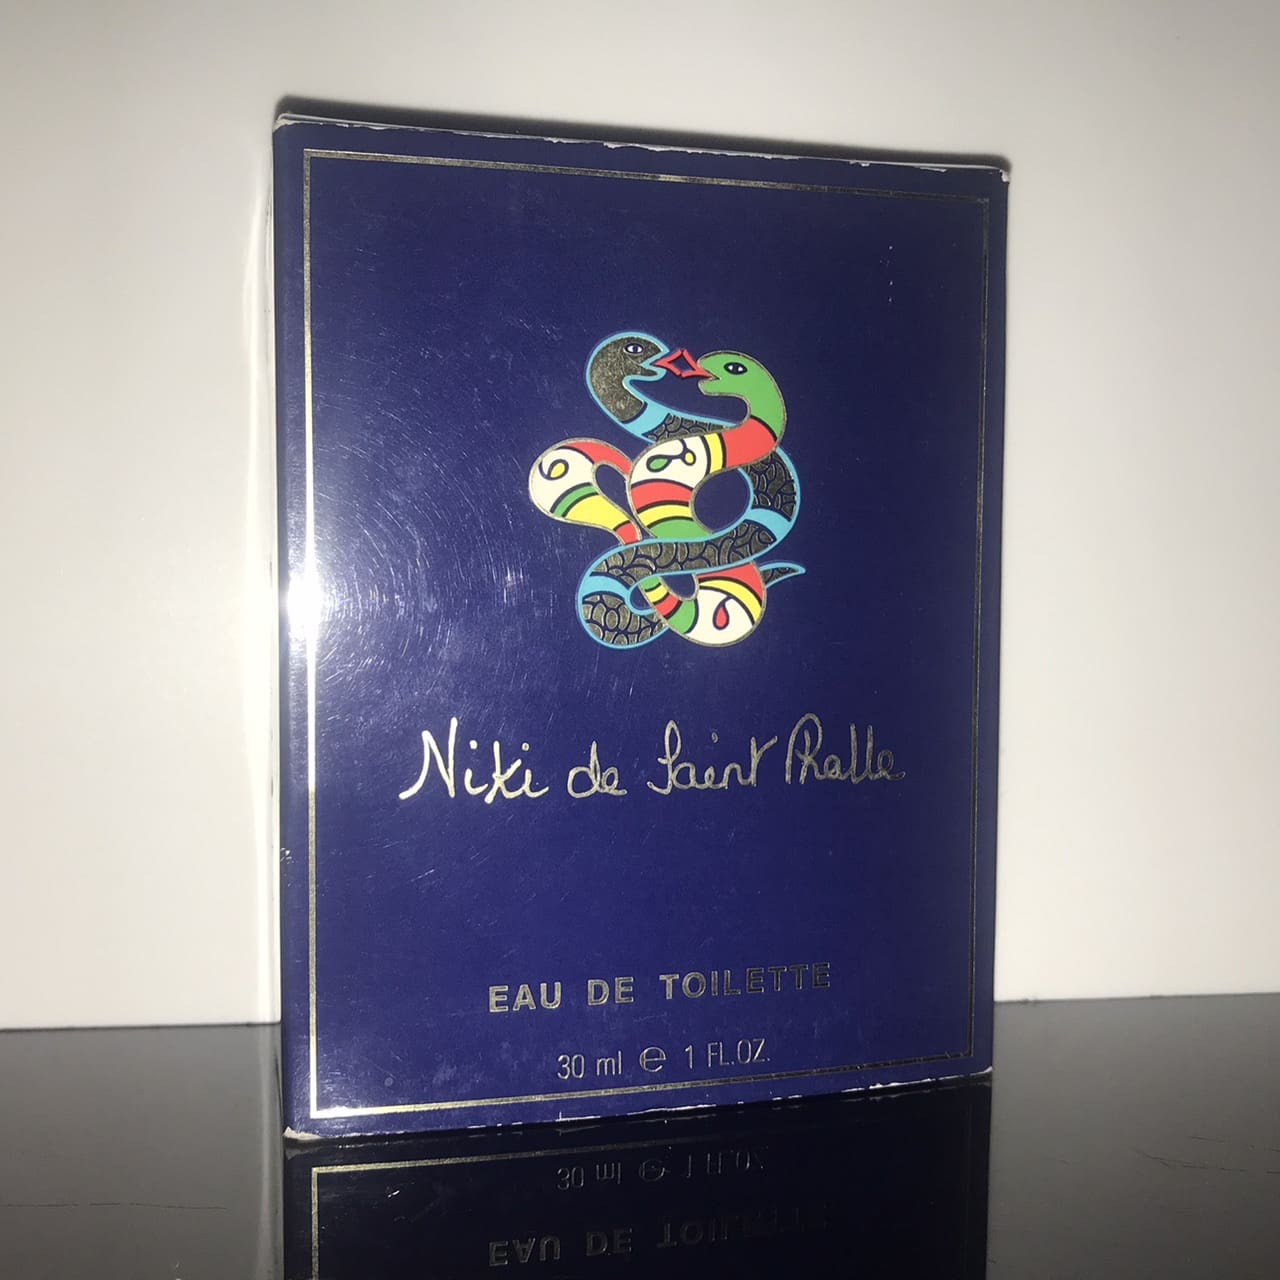 Niki de Saint Phalle
EAU DE TOILETTE
30 ml ℮ 1 FL.OZ.